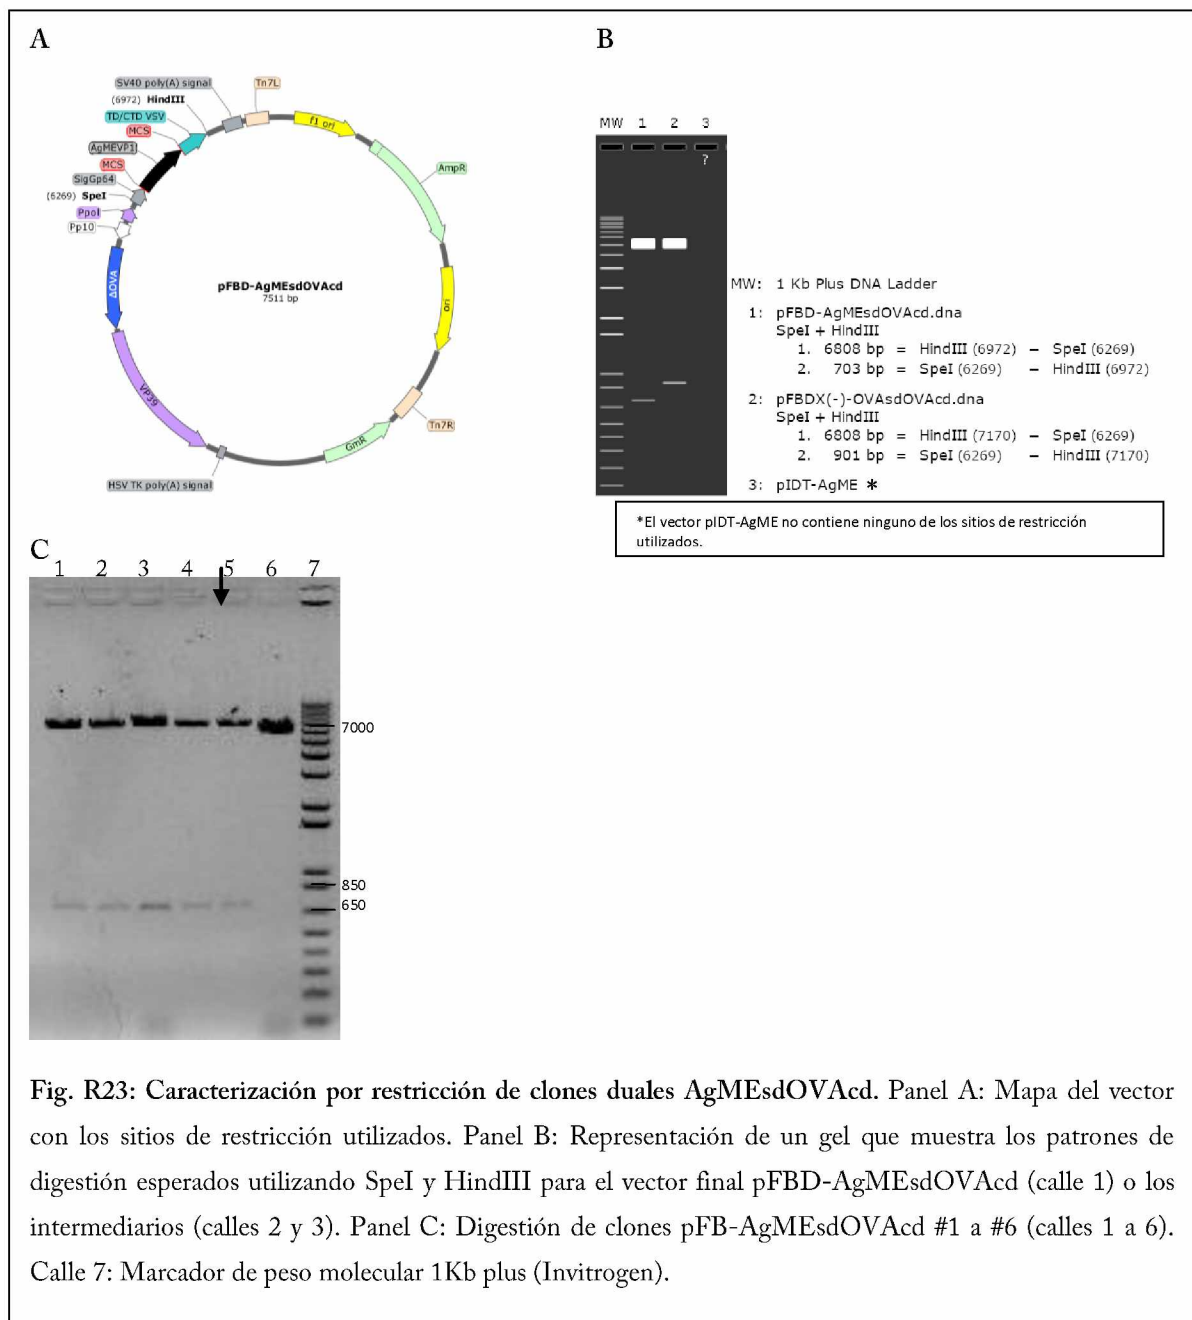 A
SV40 poly(A) signal
Tn7L
(6972) HindIII
TD/CTD VSV
MCS
AgMEVP1
MCS
SigGp64
(6269) SpeI
PpoI
Pp10
ΔOVA
VP39
HSV TK poly(A) signal
GmR
Tn7R
ori
AmpR
f1 ori
pFBD-AgMEsdOVAcd
7511 bp
B
MW 1 2 3
?
MW: 1 Kb Plus DNA Ladder
1: pFBD-AgMEsdOVAcd.dna
SpeI + HindIII
1. 6808 bp = HindIII (6972) – SpeI (6269)
2. 703 bp = SpeI (6269) – HindIII (6972)
2: pFBDX(-)-OVAsdOVAcd.dna
SpeI + HindIII
1. 6808 bp = HindIII (7170) – SpeI (6269)
2. 901 bp = SpeI (6269) – HindIII (7170)
3: pIDT-AgME *
*El vector pIDT-AgME no contiene ninguno de los sitios de restricción
utilizados.
C
1 2 3 4 5 6 7
7000
850
650
Fig. R23: Caracterización por restricción de clones duales AgMEsdOVAcd. Panel A: Mapa del vector
con los sitios de restricción utilizados. Panel B: Representación de un gel que muestra los patrones de
digestión esperados utilizando SpeI y HindIII para el vector final pFBD-AgMEsdOVAcd (calle 1) o los
intermediarios (calles 2 y 3). Panel C: Digestión de clones pFB-AgMEsdOVAcd #1 a #6 (calles 1 a 6).
Calle 7: Marcador de peso molecular 1Kb plus (Invitrogen).